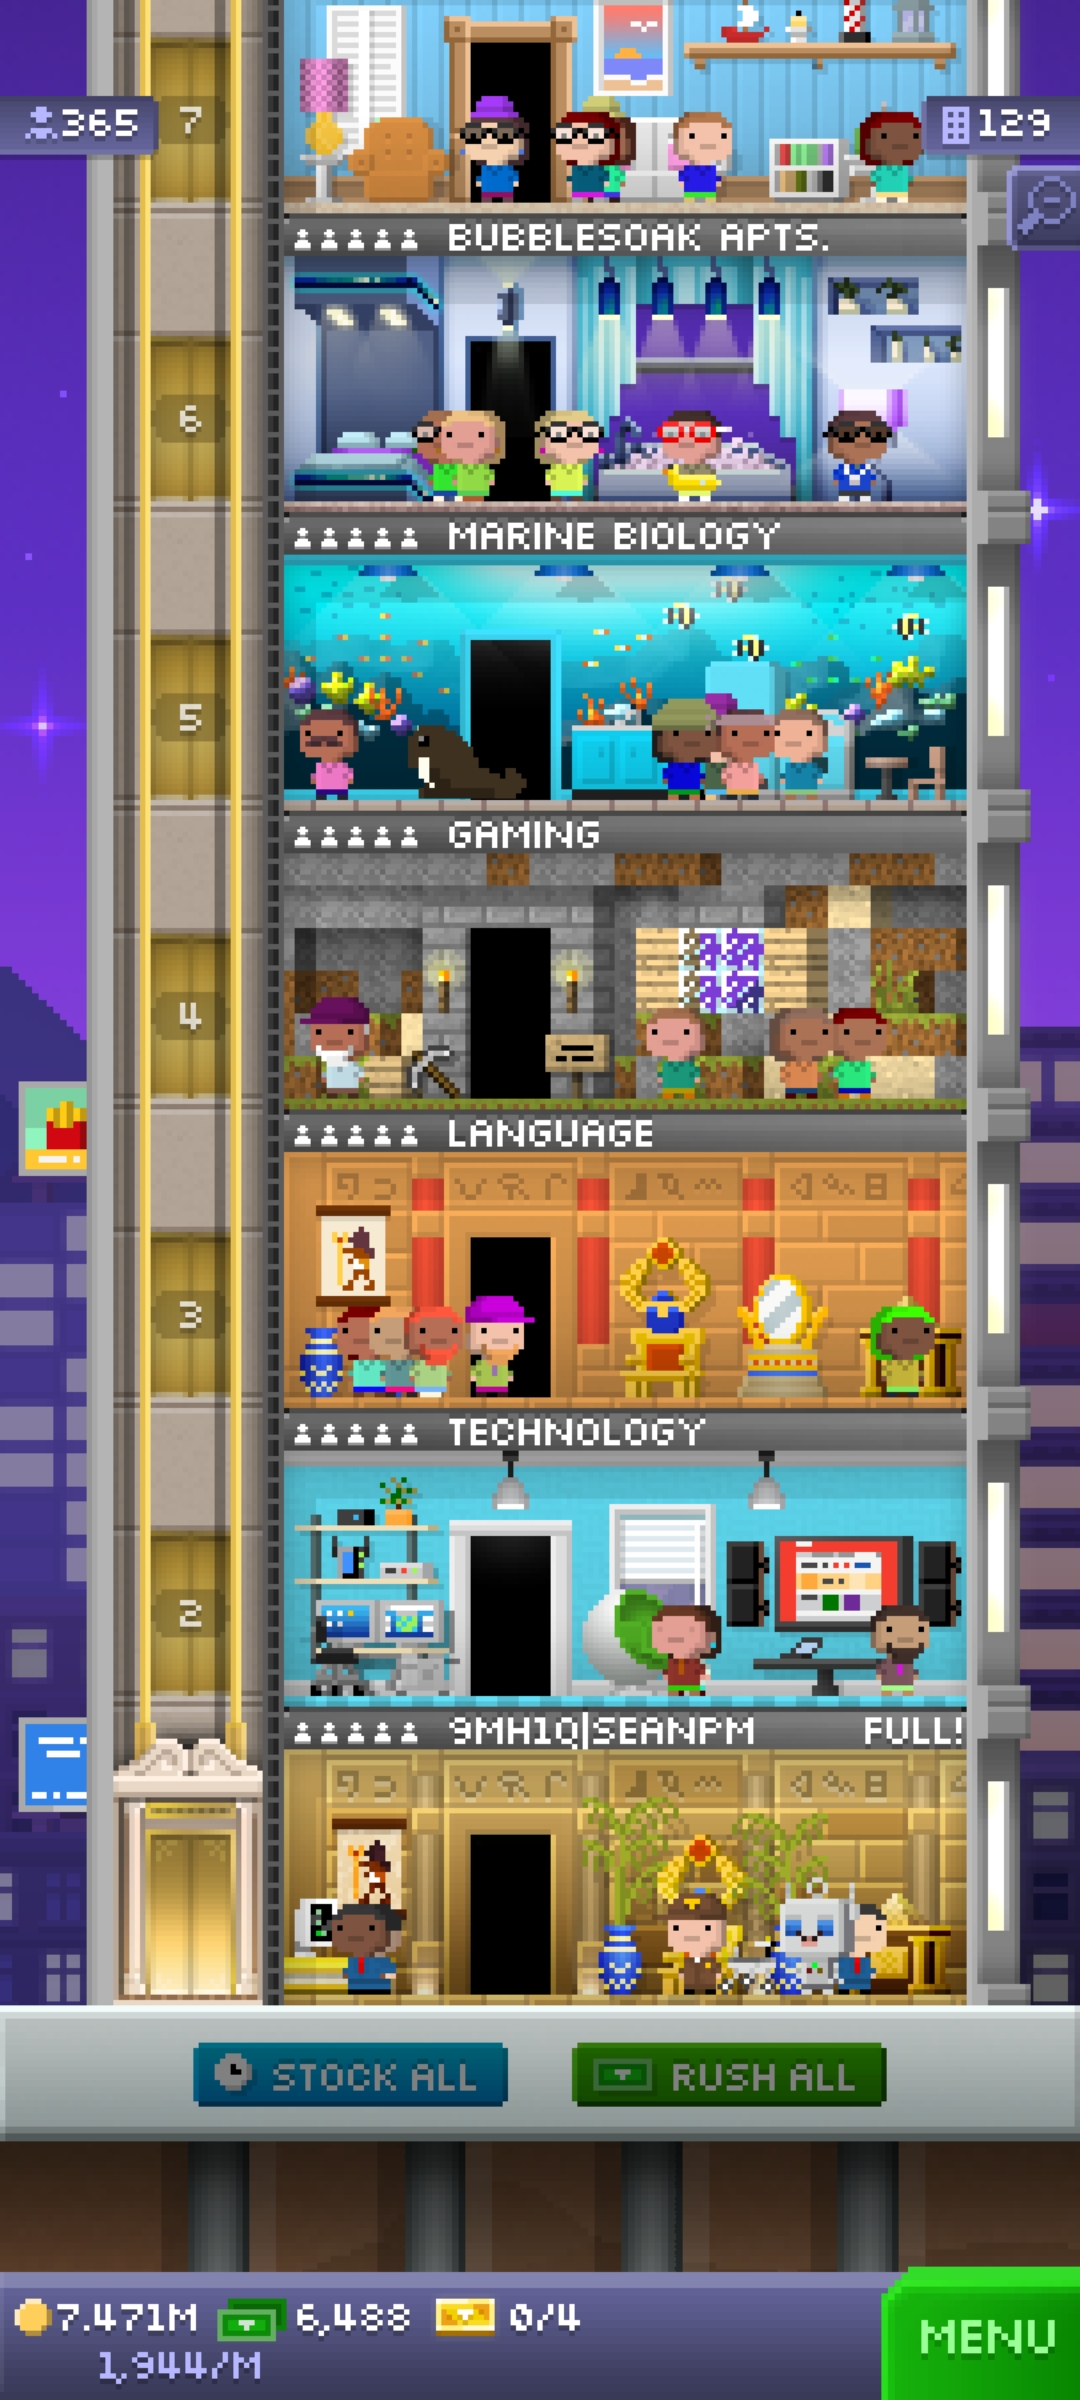 7
365
129
BUBBLESOAK APTS.
6
MARINE BIOLOGY
5
GAMING
4
LANGUAGE
3
TECHNOLOGY
2
9MH1Q|SEANPM FULL!
STOCK ALL
RUSH ALL
7.471M 6,488 0/4
1,944/M
MENU